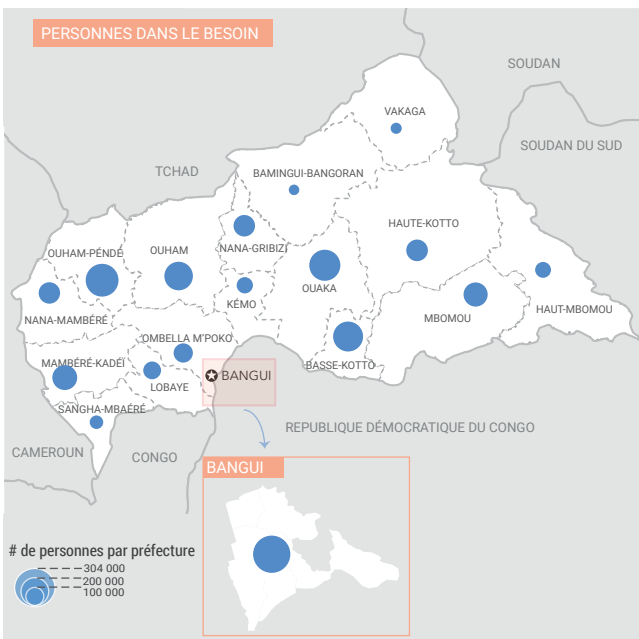 PERSONNES DANS LE BESOIN
SOUDAN
VAKAGA
SOUDAN DU SUD
TCHAD
BAMINGUI-BANGORAN
HAUTE-KOTTO
OUHAM-PENDÉ
OUHAM
NANA-GRIBIZI
OUAKA
KÉMO
NANA-MAMBÉRÉ
MBOMOU
HAUT-MBOMOU
OMBELLA M'POKO
MAMBÉRÉ-KADÉÏ
BASSE-KOTTO
BANGUI
LOBAYE
SANGHA-MBAÉRÉ
REPUBLIQUE DÉMOCRATIQUE DU CONGO
CAMEROUN
CONGO
BANGUI
# de personnes par préfecture
304 000
200 000
100 000